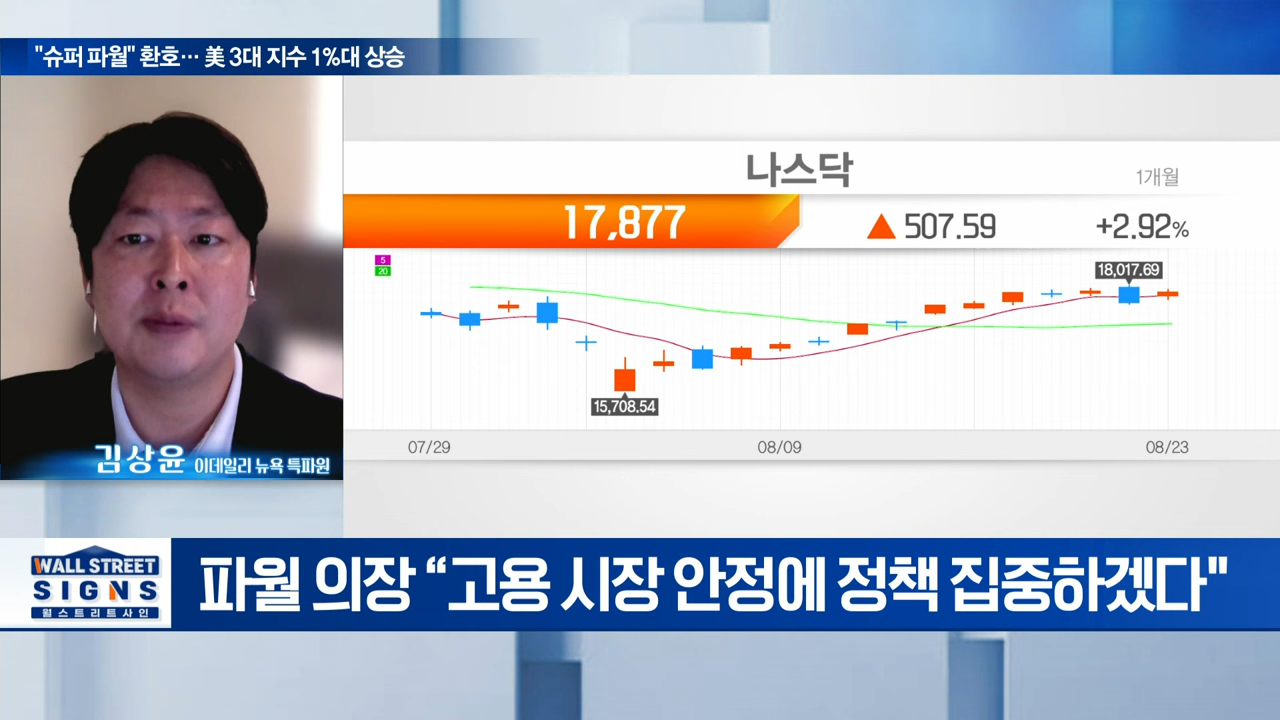 "슈퍼 파월" 환호… 美 3대 지수 1%대 상승
나스닥
1개월
17,877
▲ 507.59
+2.92%
5
20
18,017.69
15,708.54
07/29
08/09
08/23
김상윤 이데일리 뉴욕 특파원
WALL STREET
SIGNS
월스트리트사인
파월 의장 “고용 시장 안정에 정책 집중하겠다"